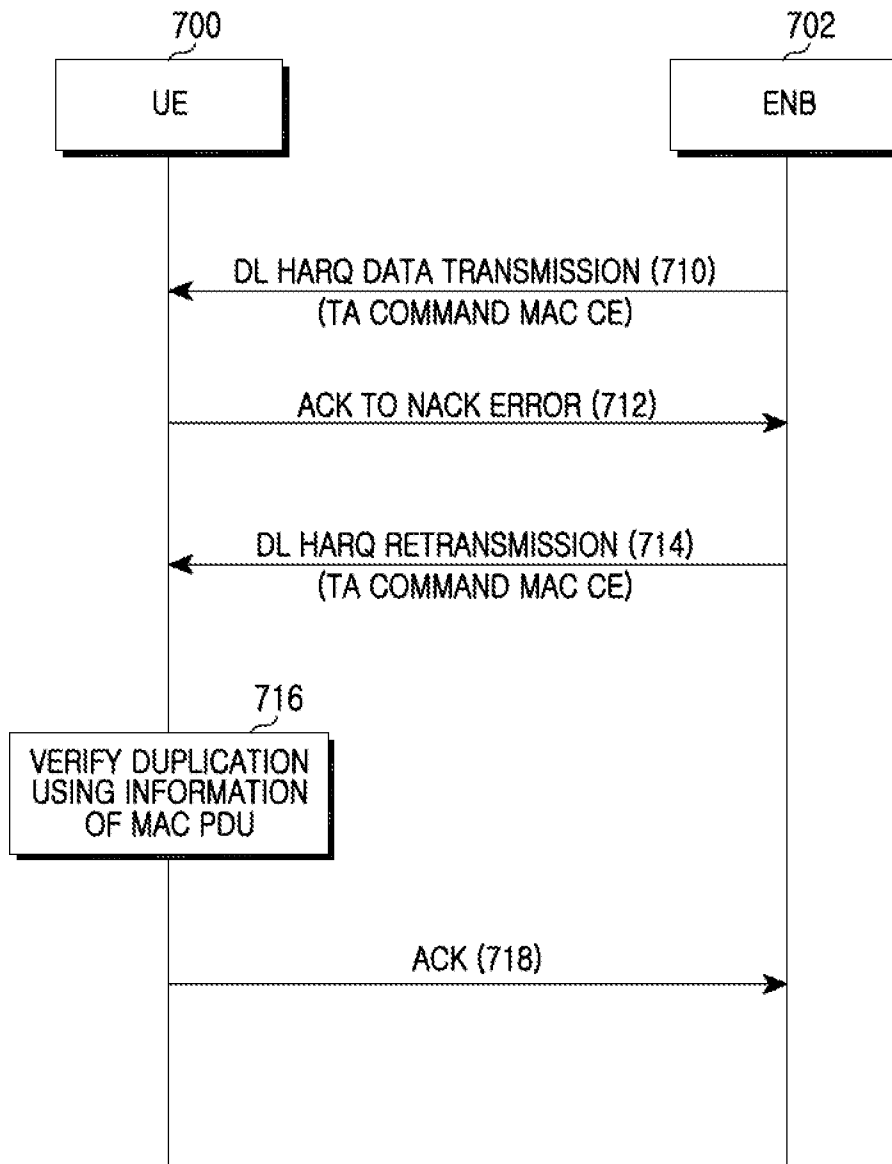 700
702
UE
ENB
DL HARQ DATA TRANSMISSION (710)
(TA COMMAND MAC CE)
ACK TO NACK ERROR (712)
DL HARQ RETRANSMISSION (714)
(TA COMMAND MAC CE)
716
VERIFY DUPLICATION
USING INFORMATION
OF MAC PDU
ACK (718)